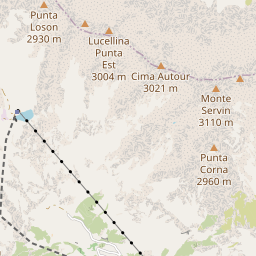 Punta
Loson
2930 m
Lucellina
Punta
Est
3004 m
Cima Autour
3021 m
Monte
Servin
3110 m
Punta
Corna
2960 m